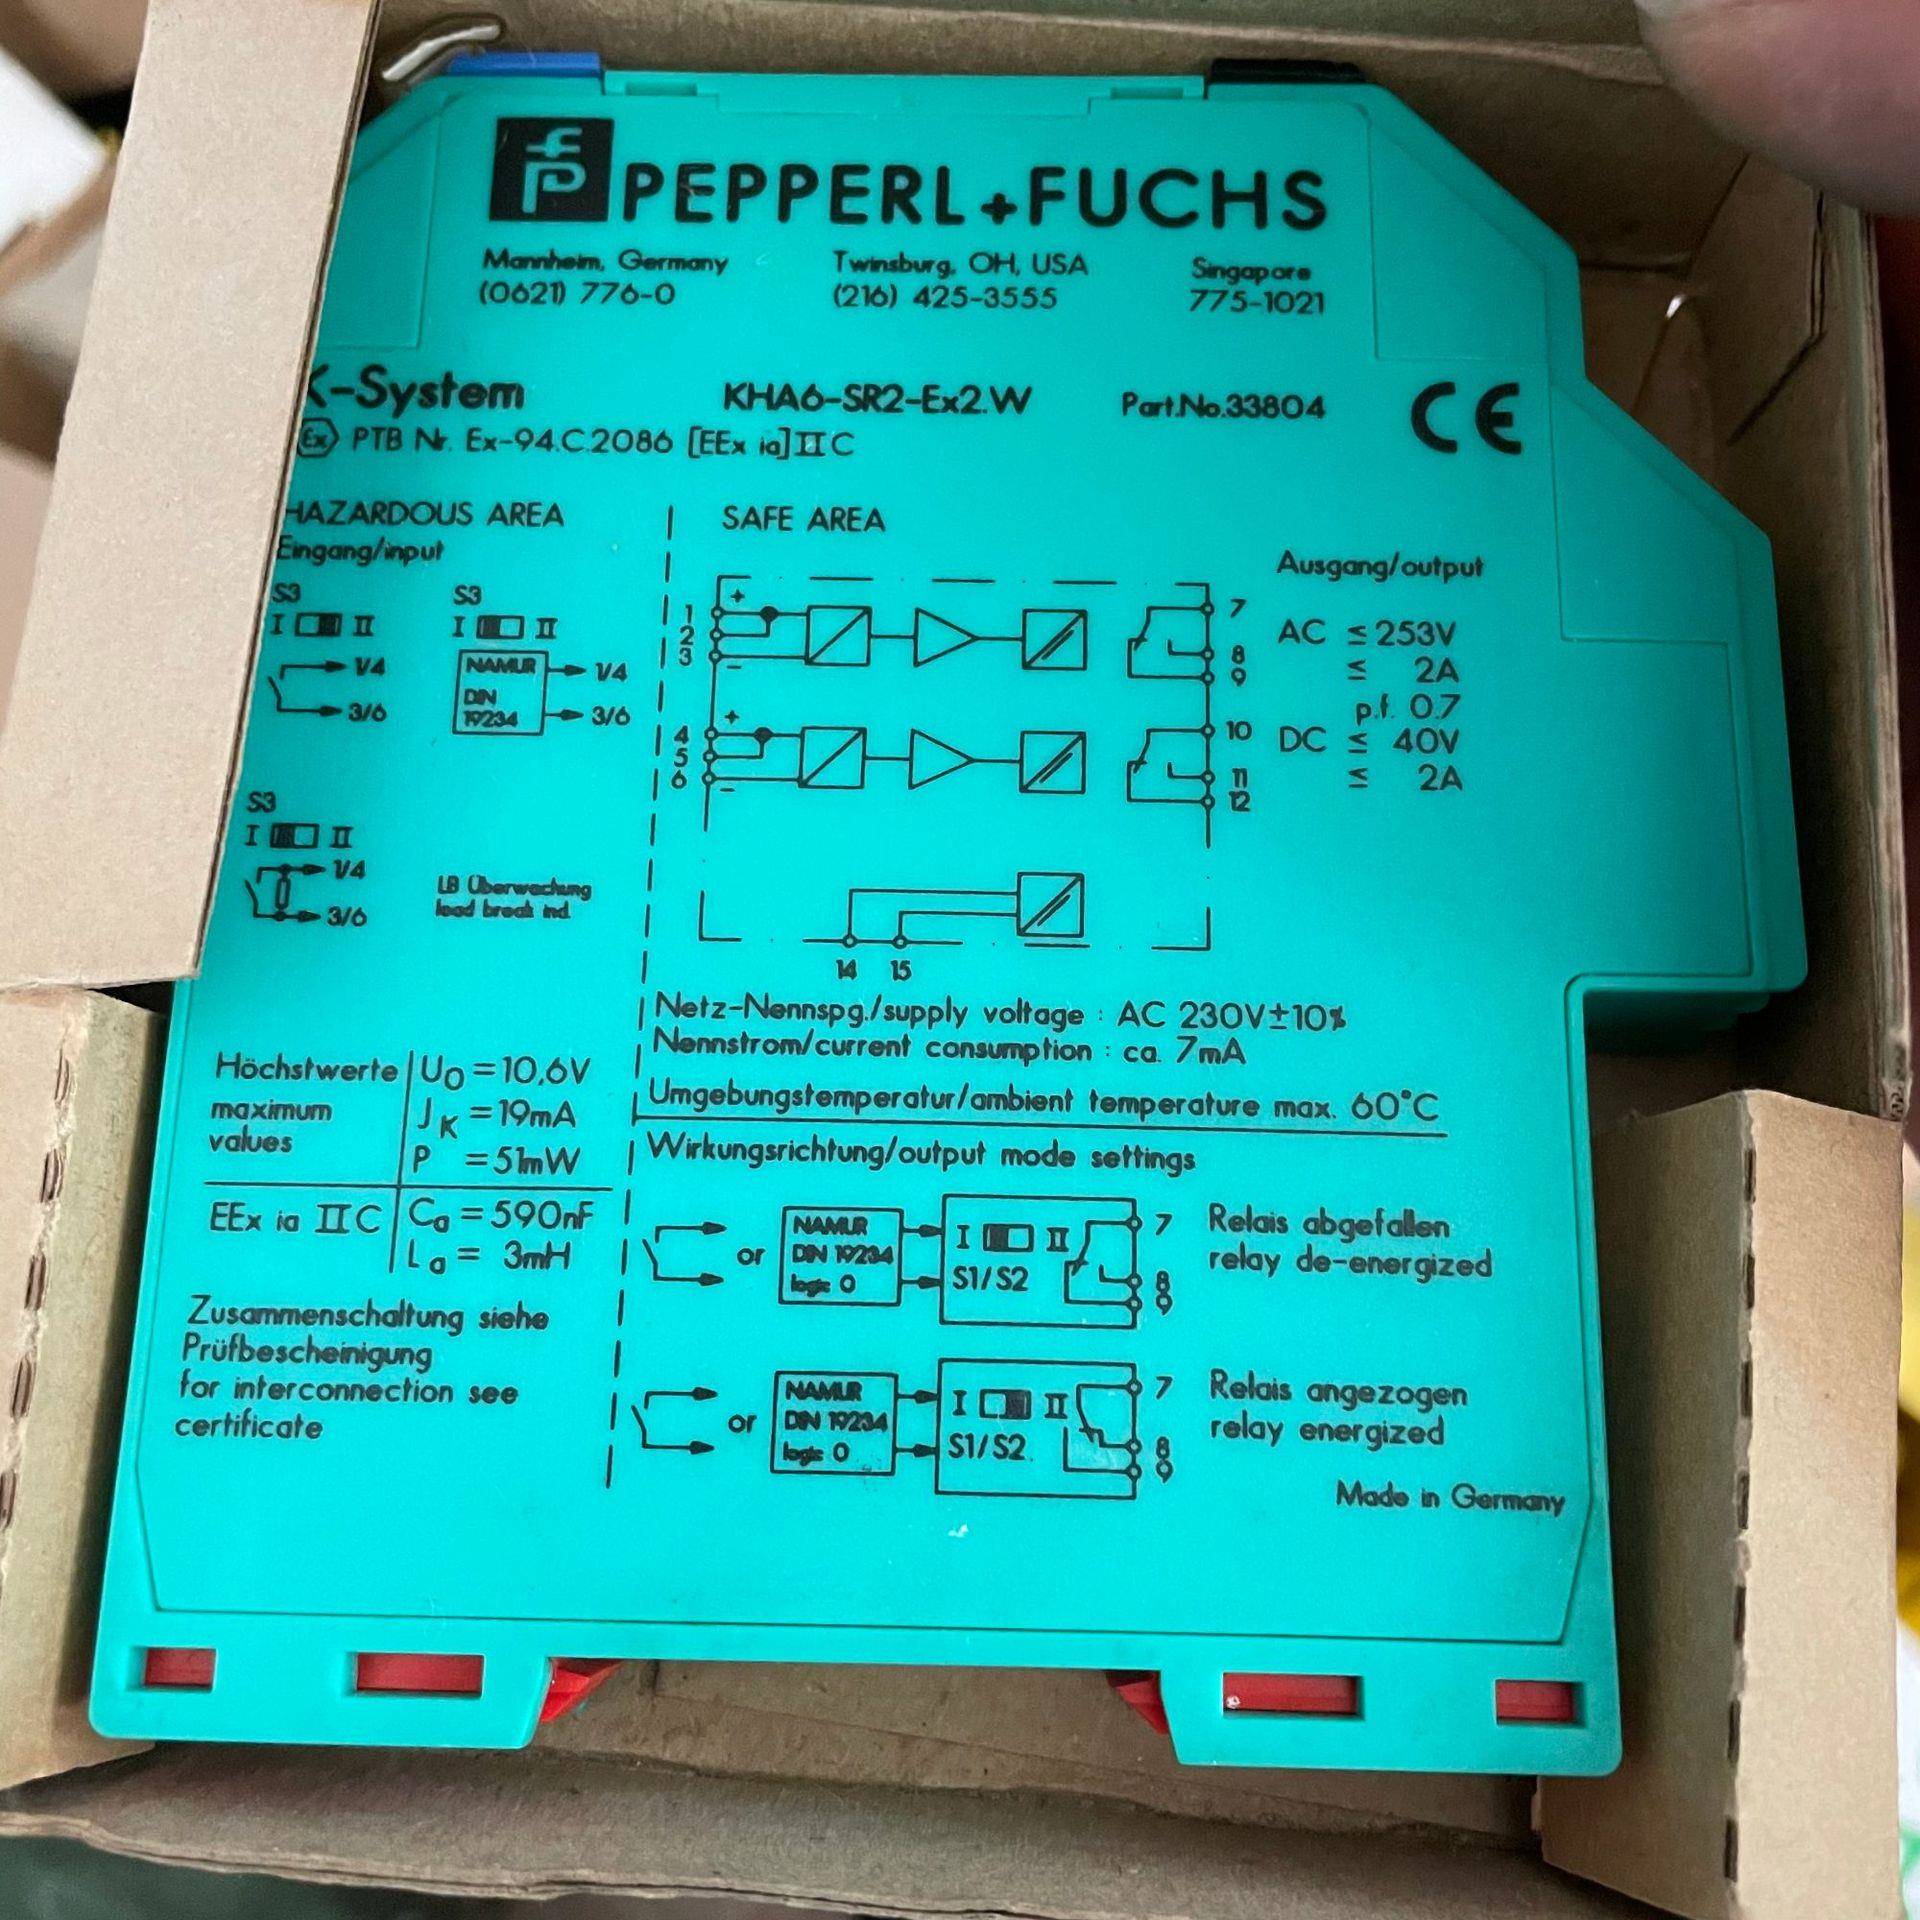 PEPPERL+FUCHS
Mannheim, Germany Twinsburg, OH, USA Singapore
(0621) 776-0 (216) 425-3555 775-1021
K-System KHA6-SR2-Ex2.W Part.No.33804 CE
Ex PTB Nr. Ex-94.C.2086 [EEx ia] II C
HAZARDOUS AREA SAFE AREA
Eingang/input
Ausgang/output
S3 S3
I II I II
1/4 NAMUR 1/4
3/6 DIN 19234 3/6
S3
I II
1/4
3/6
LB Überwachung
lead break ind.
+
1
2
3
-
+
4
5
6
-
7
8
9
10
11
12
14 15
AC ≤ 253V
≤ 2A
p.f. 0.7
DC ≤ 40V
≤ 2A
Netz-Nennspg./supply voltage : AC 230V±10%
Nennstrom/current consumption : ca. 7mA
Umgebungstemperatur/ambient temperature max. 60°C
Höchstwerte
maximum
values
Uo = 10,6V
JK = 19mA
P = 51mW
EEx ia II C
Ca = 590nF
La = 3mH
Zusammenschaltung siehe
Prüfbescheinigung
for interconnection see
certificate
Wirkungsrichtung/output mode settings
or
NAMUR
DIN 19234
logic 0
I II
S1/S2
7
8
9
Relais abgefallen
relay de-energized
or
NAMUR
DIN 19234
logic 0
I II
S1/S2
7
8
9
Relais angezogen
relay energized
Made in Germany